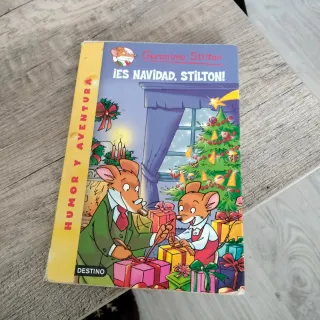 Geronimo Stilton
¡ES NAVIDAD, STILTON!
HUMOR Y AVENTURA
DESTINO